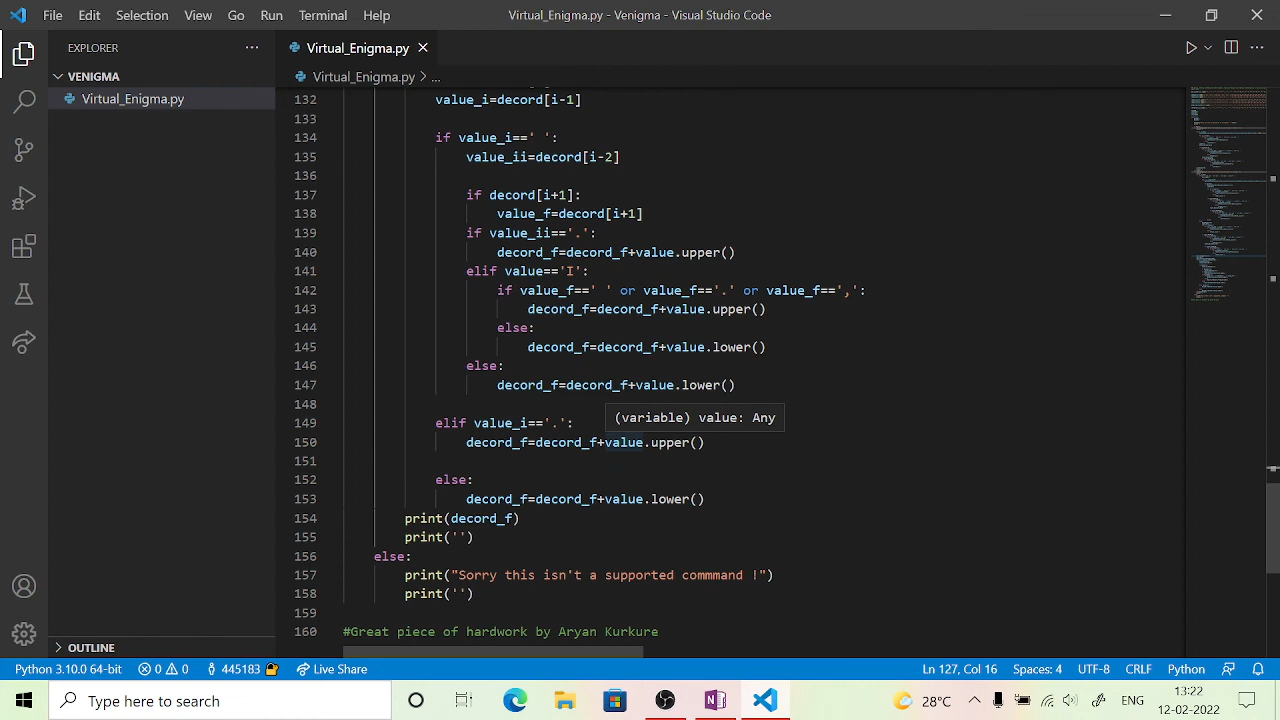 File Edit Selection View Go Run Terminal Help Virtual_Enigma.py - Venigma - Visual Studio Code
EXPLORER
VENIGMA
Virtual_Enigma.py
OUTLINE
Virtual_Enigma.py
Virtual_Enigma.py > ...
132 value_i=decord[i-1]
133
134 if value_i==' ':
135 value_ii=decord[i-2]
136
137 if decord[i+1]:
138 value_f=decord[i+1]
139 if value_ii=='.':
140 decord_f=decord_f+value.upper()
141 elif value=='I':
142 if value_f==' ' or value_f=='.' or value_f==',':
143 decord_f=decord_f+value.upper()
144 else:
145 decord_f=decord_f+value.lower()
146 else:
147 decord_f=decord_f+value.lower()
148 (variable) value: Any
149 elif value_i=='.':
150 decord_f=decord_f+value.upper()
151
152 else:
153 decord_f=decord_f+value.lower()
154 print(decord_f)
155 print('')
156 else:
157 print("Sorry this isn't a supported commmand !")
158 print('')
159
160 #Great piece of hardwork by Aryan Kurkure
Python 3.10.0 64-bit 0 0 445183 Live Share Ln 127, Col 16 Spaces: 4 UTF-8 CRLF Python
Type here to search 28°C ENG 13:22
12-02-2022